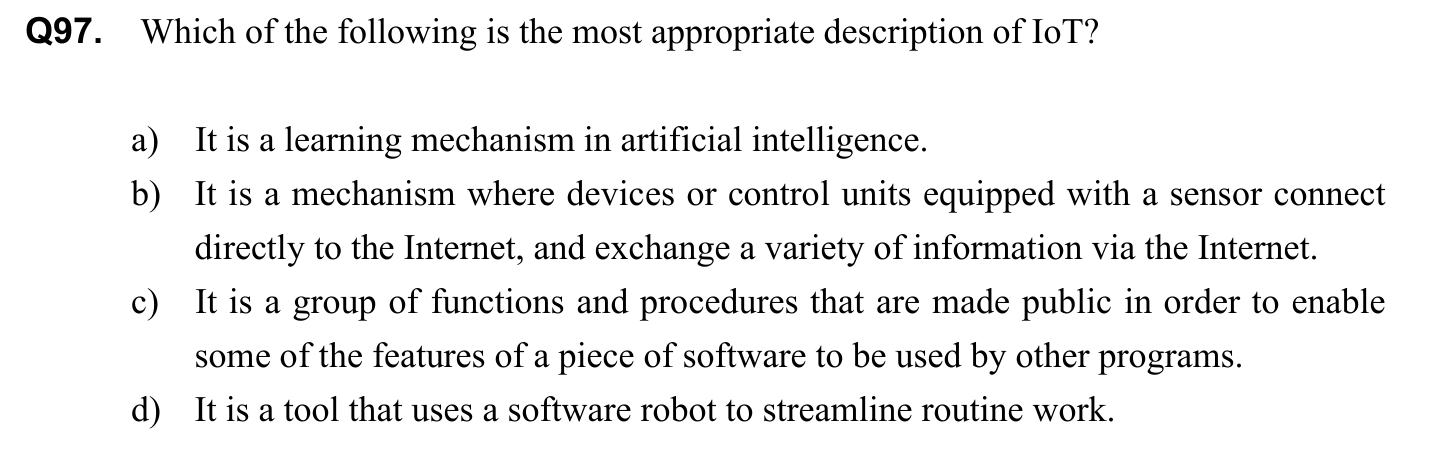 Q97. Which of the following is the most appropriate description of IoT?
a) It is a learning mechanism in artificial intelligence.
b) It is a mechanism where devices or control units equipped with a sensor connect
directly to the Internet, and exchange a variety of information via the Internet.
c) It is a group of functions and procedures that are made public in order to enable
some of the features of a piece of software to be used by other programs.
d) It is a tool that uses a software robot to streamline routine work.